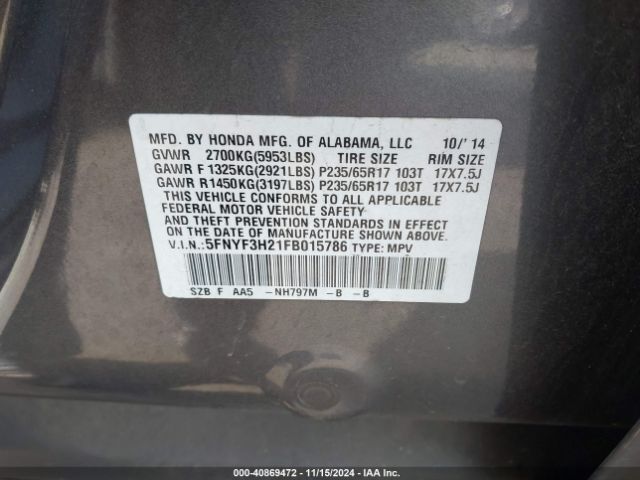 MFD. BY HONDA MFG. OF ALABAMA, LLC 10/'14
GVWR 2700KG(5953LBS) TIRE SIZE RIM SIZE
GAWR F 1325KG(2921LBS) P235/65R17 103T 17X7.5J
GAWR R1450KG(3197LBS) P235/65R17 103T 17X7.5J
THIS VEHICLE CONFORMS TO ALL APPLICABLE
FEDERAL MOTOR VEHICLE SAFETY
AND THEFT PREVENTION STANDARDS IN EFFECT
ON THE DATE OF MANUFACTURE SHOWN ABOVE.
V.I.N.:5FNYF3H21FB015786 TYPE: MPV
SZB F AA5 -NH797M -B -B
000-40869472 - 11/15/2024 - IAA Inc.